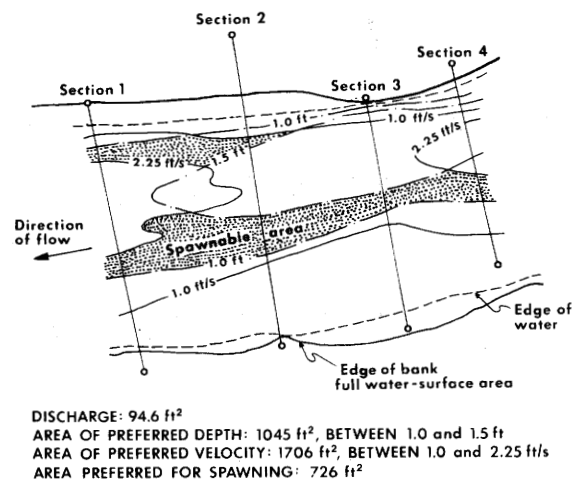 Section 2
Section 4
Section 1
Section 3
1.0 ft
1.0 ft/s
2.25 ft/s
1.5 ft
2.25 ft/s
Direction
of flow
Spawnable area
1.0 ft
1.0 ft/s
Edge of
water
Edge of bank
full water-surface area
DISCHARGE: 94.6 ft²
AREA OF PREFERRED DEPTH: 1045 ft², BETWEEN 1.0 and 1.5 ft
AREA OF PREFERRED VELOCITY: 1706 ft², BETWEEN 1.0 and 2.25 ft/s
AREA PREFERRED FOR SPAWNING: 726 ft²